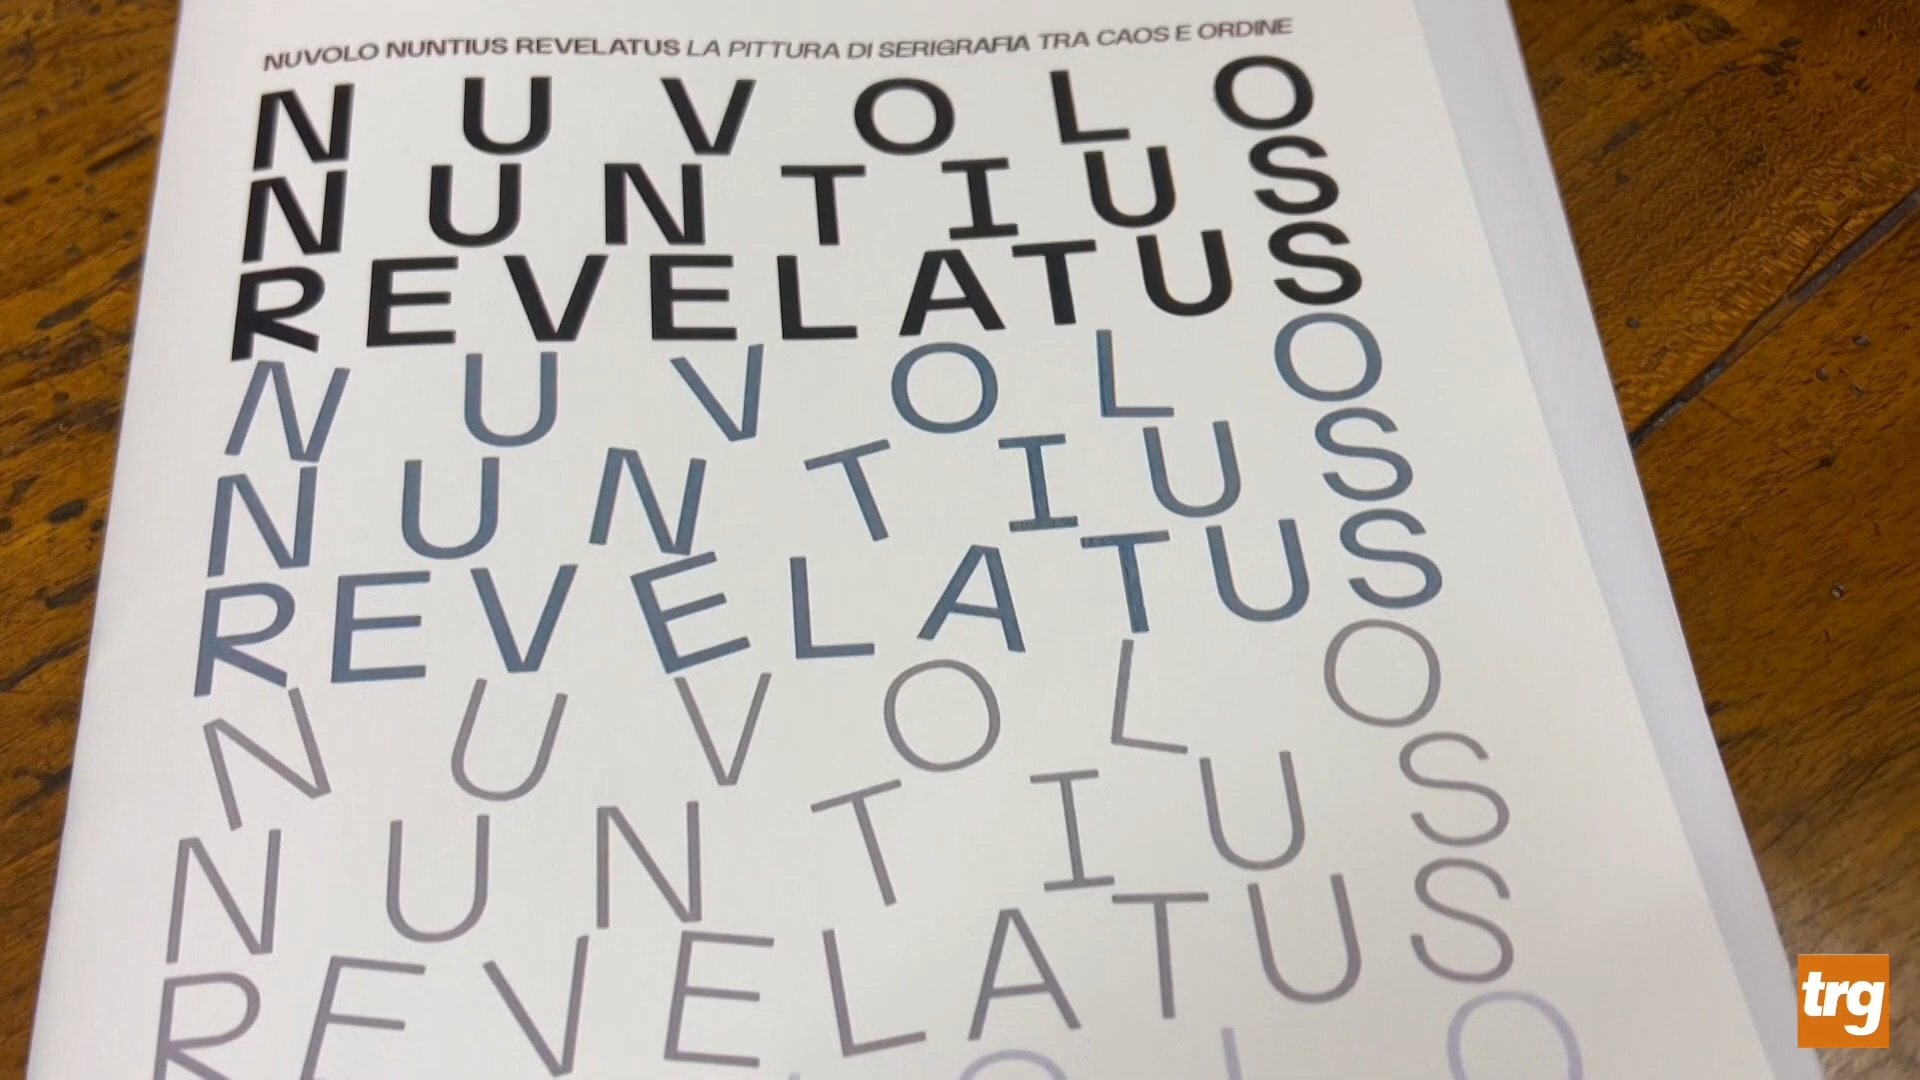 NUVOLO NUNTIUS REVELATUS LA PITTURA DI SERIGRAFIA TRA CAOS E ORDINE
NUVOLO
NUNTIUS
REVELATUS
NUVOLO
NUNTIUS
REVELATUS
NUVOLO
NUNTIUS
REVELATUS
trg